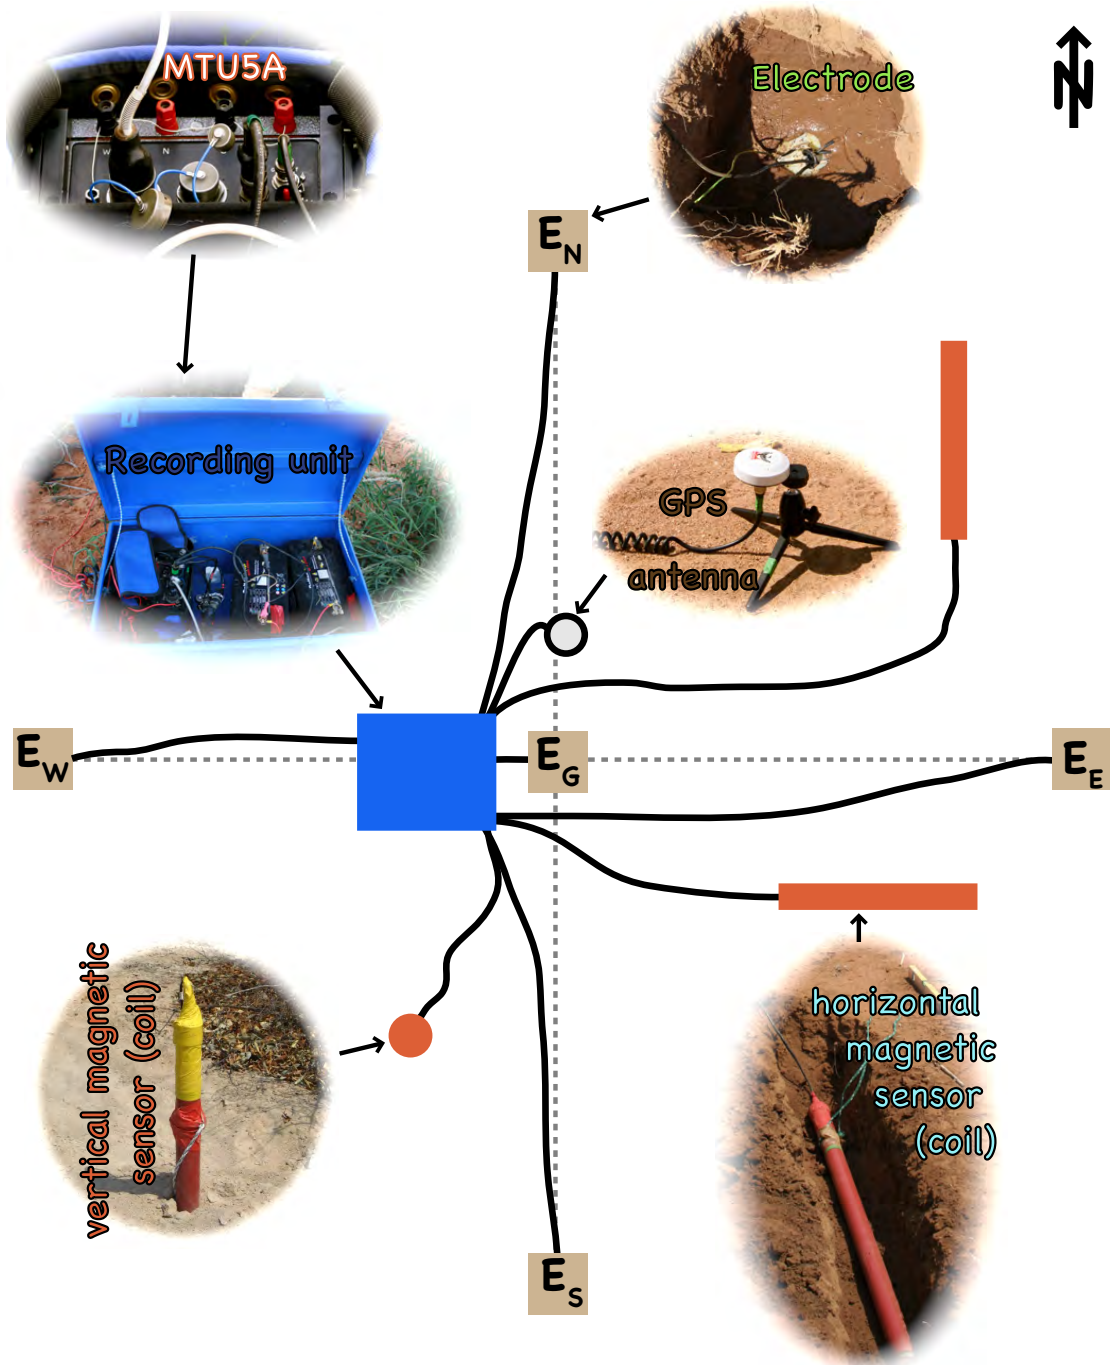 MTU5A
Electrode
N
W
N
E_N
Recording unit
GPS
antenna
E_W
E_G
E_E
vertical magnetic
sensor (coil)
horizontal
magnetic
sensor
(coil)
E_S